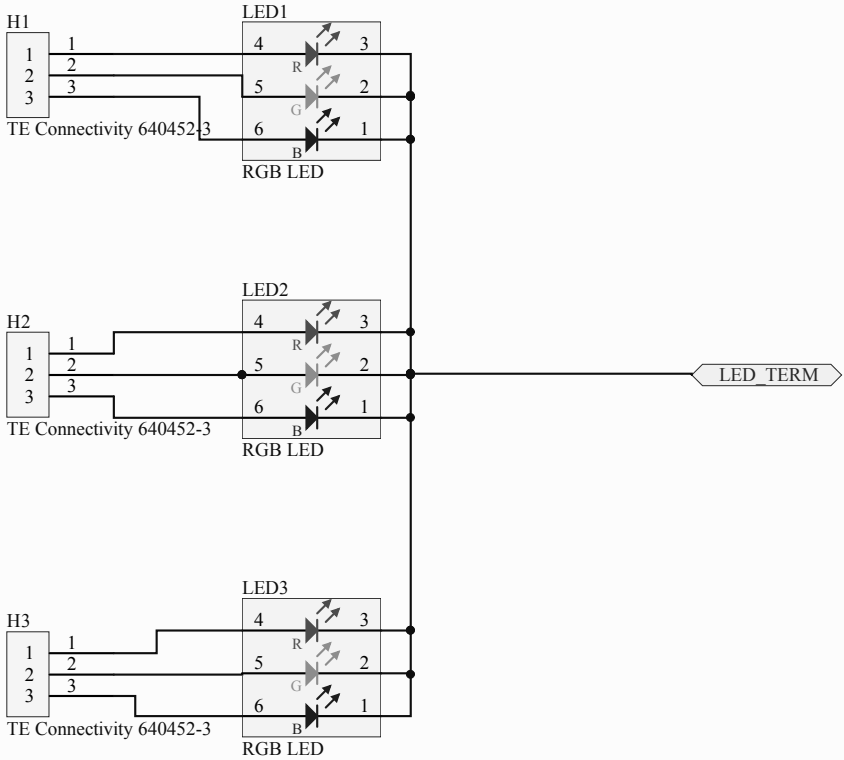 LED1
H1
1 1 4 3
R
2 2 5 2
G
3 3 6 1
B
TE Connectivity 640452-3
RGB LED
LED2
H2
1 1 4 3
R
2 2 5 2
G
3 3 6 1
B
TE Connectivity 640452-3
RGB LED
LED_TERM
LED3
H3
1 1 4 3
R
2 2 5 2
G
3 3 6 1
B
TE Connectivity 640452-3
RGB LED